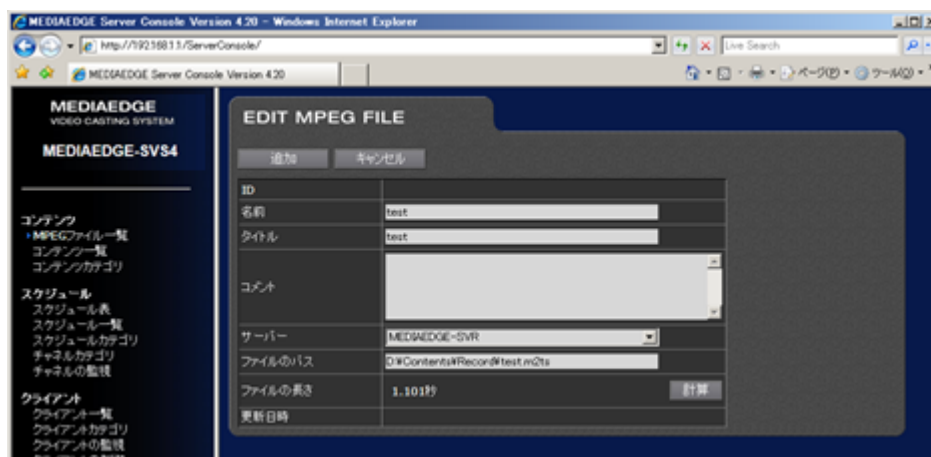 MEDIAEDGE Server Console Version 4.20 - Windows Internet Explorer
http://192.168.1.1/ServerConsole/
Live Search
MEDIAEDGE Server Console Version 4.20
ページ(P)
ツール(O)
MEDIAEDGE
VIDEO CASTING SYSTEM
MEDIAEDGE-SVS4
コンテンツ
MPEGファイル一覧
コンテンツ一覧
コンテンツカテゴリ
スケジュール
スケジュール表
スケジュール一覧
スケジュールカテゴリ
チャネルカテゴリ
チャネルの監視
クライアント
クライアント一覧
クライアントカテゴリ
クライアントの監視
EDIT MPEG FILE
追加 キャンセル
ID
名前 test
タイトル test
コメント
サーバー MEDIAEDGE-SVR
ファイルのパス D:¥Contents¥Record¥test.m2ts
ファイルの長さ 1.101秒 計算
更新日時